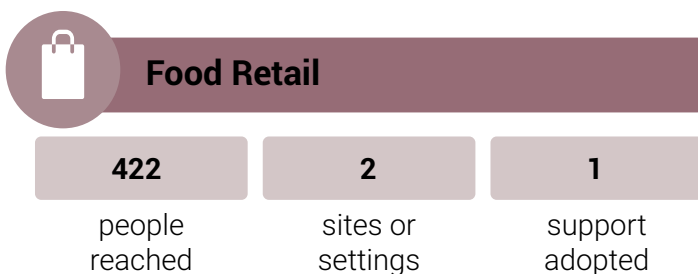 Food Retail
422
2
1
people
reached
sites or
settings
support
adopted